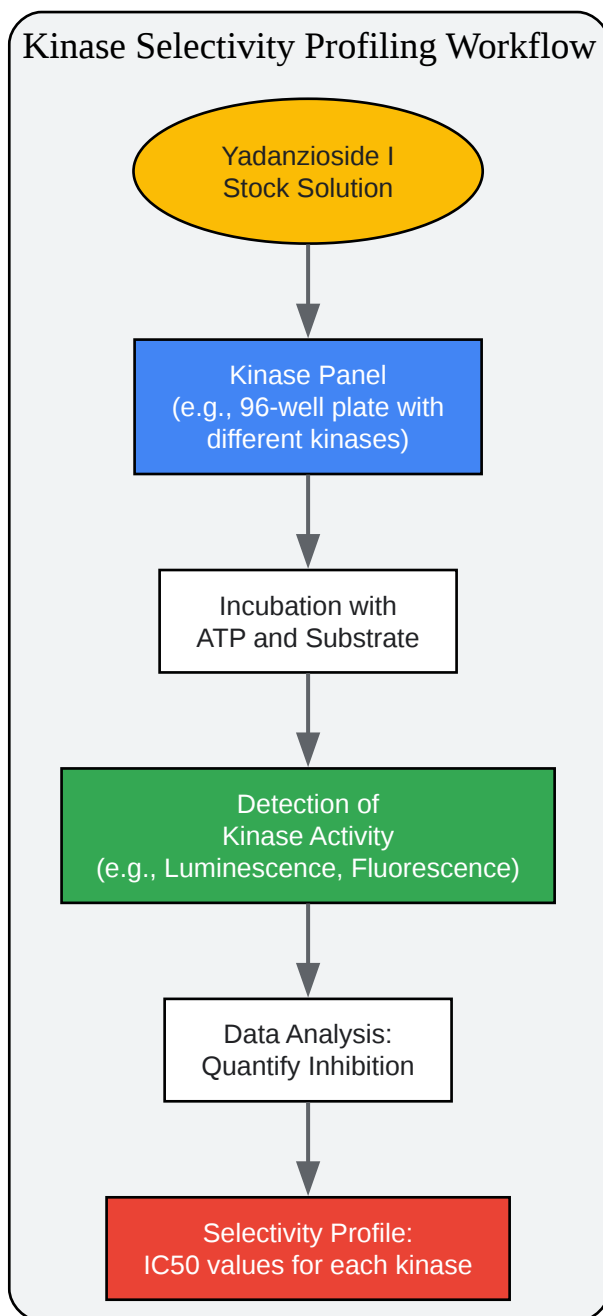 Kinase Selectivity Profiling Workflow
Yadanzioside I
Stock Solution
Kinase Panel
(e.g., 96-well plate with
different kinases)
Incubation with
ATP and Substrate
Detection of
Kinase Activity
(e.g., Luminescence, Fluorescence)
Data Analysis:
Quantify Inhibition
Selectivity Profile:
IC50 values for each kinase